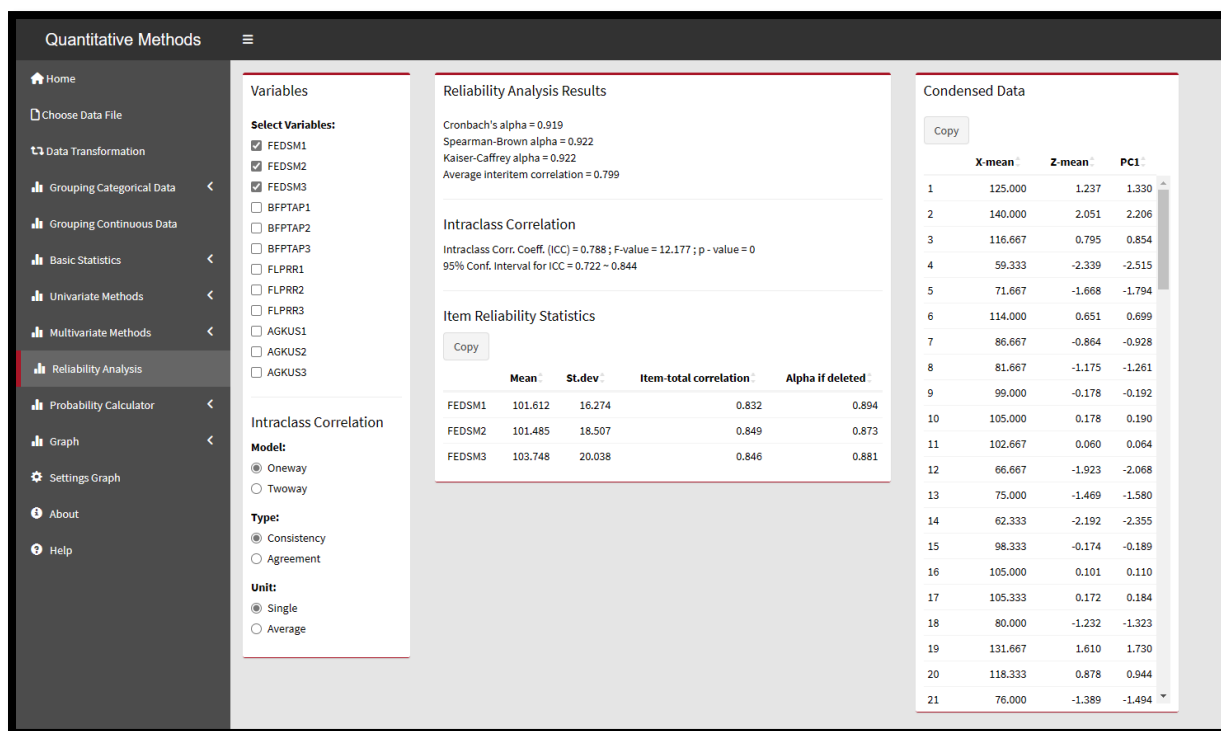 Quantitative Methods
Home
Choose Data File
Data Transformation
Grouping Categorical Data
Grouping Continuous Data
Basic Statistics
Univariate Methods
Multivariate Methods
Reliability Analysis
Probability Calculator
Graph
Settings Graph
About
Help
Variables
Select Variables:
FEDSM1
FEDSM2
FEDSM3
BFPTAP1
BFPTAP2
BFPTAP3
FLPRR1
FLPRR2
FLPRR3
AGKUS1
AGKUS2
AGKUS3
Intraclass Correlation
Model:
Oneway
Twoway
Type:
Consistency
Agreement
Unit:
Single
Average
Reliability Analysis Results
Cronbach's alpha = 0.919
Spearman-Brown alpha = 0.922
Kaiser-Caffrey alpha = 0.922
Average interitem correlation = 0.799
Intraclass Correlation
Intraclass Corr. Coeff. (ICC) = 0.788 ; F-value = 12.177 ; p - value = 0
95% Conf. Interval for ICC = 0.722 ~ 0.844
Item Reliability Statistics
Copy
Mean St.dev Item-total correlation Alpha if deleted
FEDSM1 101.612 16.274 0.832 0.894
FEDSM2 101.485 18.507 0.849 0.873
FEDSM3 103.748 20.038 0.846 0.881
Condensed Data
Copy
X-mean Z-mean PC1
1 125.000 1.237 1.330
2 140.000 2.051 2.206
3 116.667 0.795 0.854
4 59.333 -2.339 -2.515
5 71.667 -1.668 -1.794
6 114.000 0.651 0.699
7 86.667 -0.864 -0.928
8 81.667 -1.175 -1.261
9 99.000 -0.178 -0.192
10 105.000 0.178 0.190
11 102.667 0.060 0.064
12 66.667 -1.923 -2.068
13 75.000 -1.469 -1.580
14 62.333 -2.192 -2.355
15 98.333 -0.174 -0.189
16 105.000 0.101 0.110
17 105.333 0.172 0.184
18 80.000 -1.232 -1.323
19 131.667 1.610 1.730
20 118.333 0.878 0.944
21 76.000 -1.389 -1.494